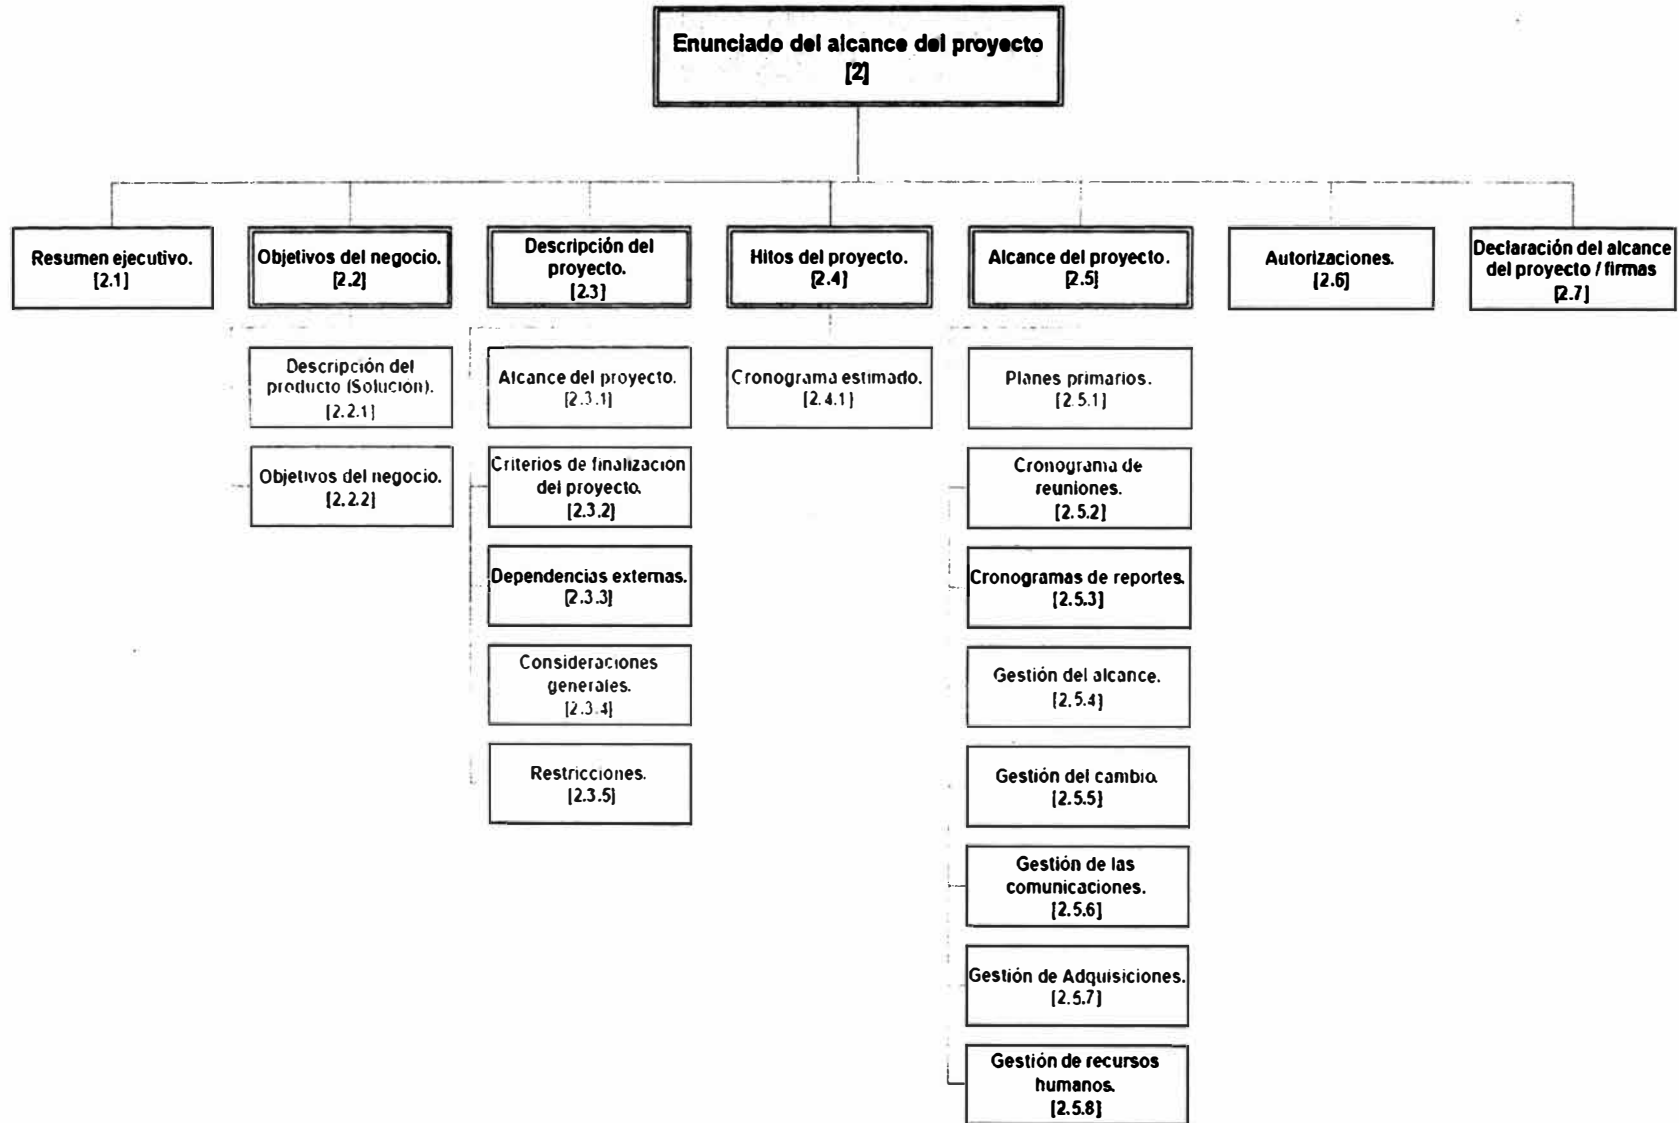 Enunciado del alcance del proyecto
[2]
Resumen ejecutivo.
[2.1]
Objetivos del negocio.
[2.2]
Descripción del
proyecto.
[2.3]
Hitos del proyecto.
[2.4]
Alcance del proyecto.
[2.5]
Autorizaciones.
[2.6]
Declaración del alcance
del proyecto / firmas
[2.7]
Descripción del
producto (Solución).
[2.2.1]
Objetivos del negocio.
[2.2.2]
Alcance del proyecto.
[2.3.1]
Criterios de finalización
del proyecto.
[2.3.2]
Dependencias externas.
[2.3.3]
Consideraciones
generales.
[2.3.4]
Restricciones.
[2.3.5]
Cronograma estimado.
[2.4.1]
Planes primarios.
[2.5.1]
Cronograma de
reuniones.
[2.5.2]
Cronogramas de reportes.
[2.5.3]
Gestión del alcance.
[2.5.4]
Gestión del cambio.
[2.5.5]
Gestión de las
comunicaciones.
[2.5.6]
Gestión de Adquisiciones.
[2.5.7]
Gestión de recursos
humanos.
[2.5.8]